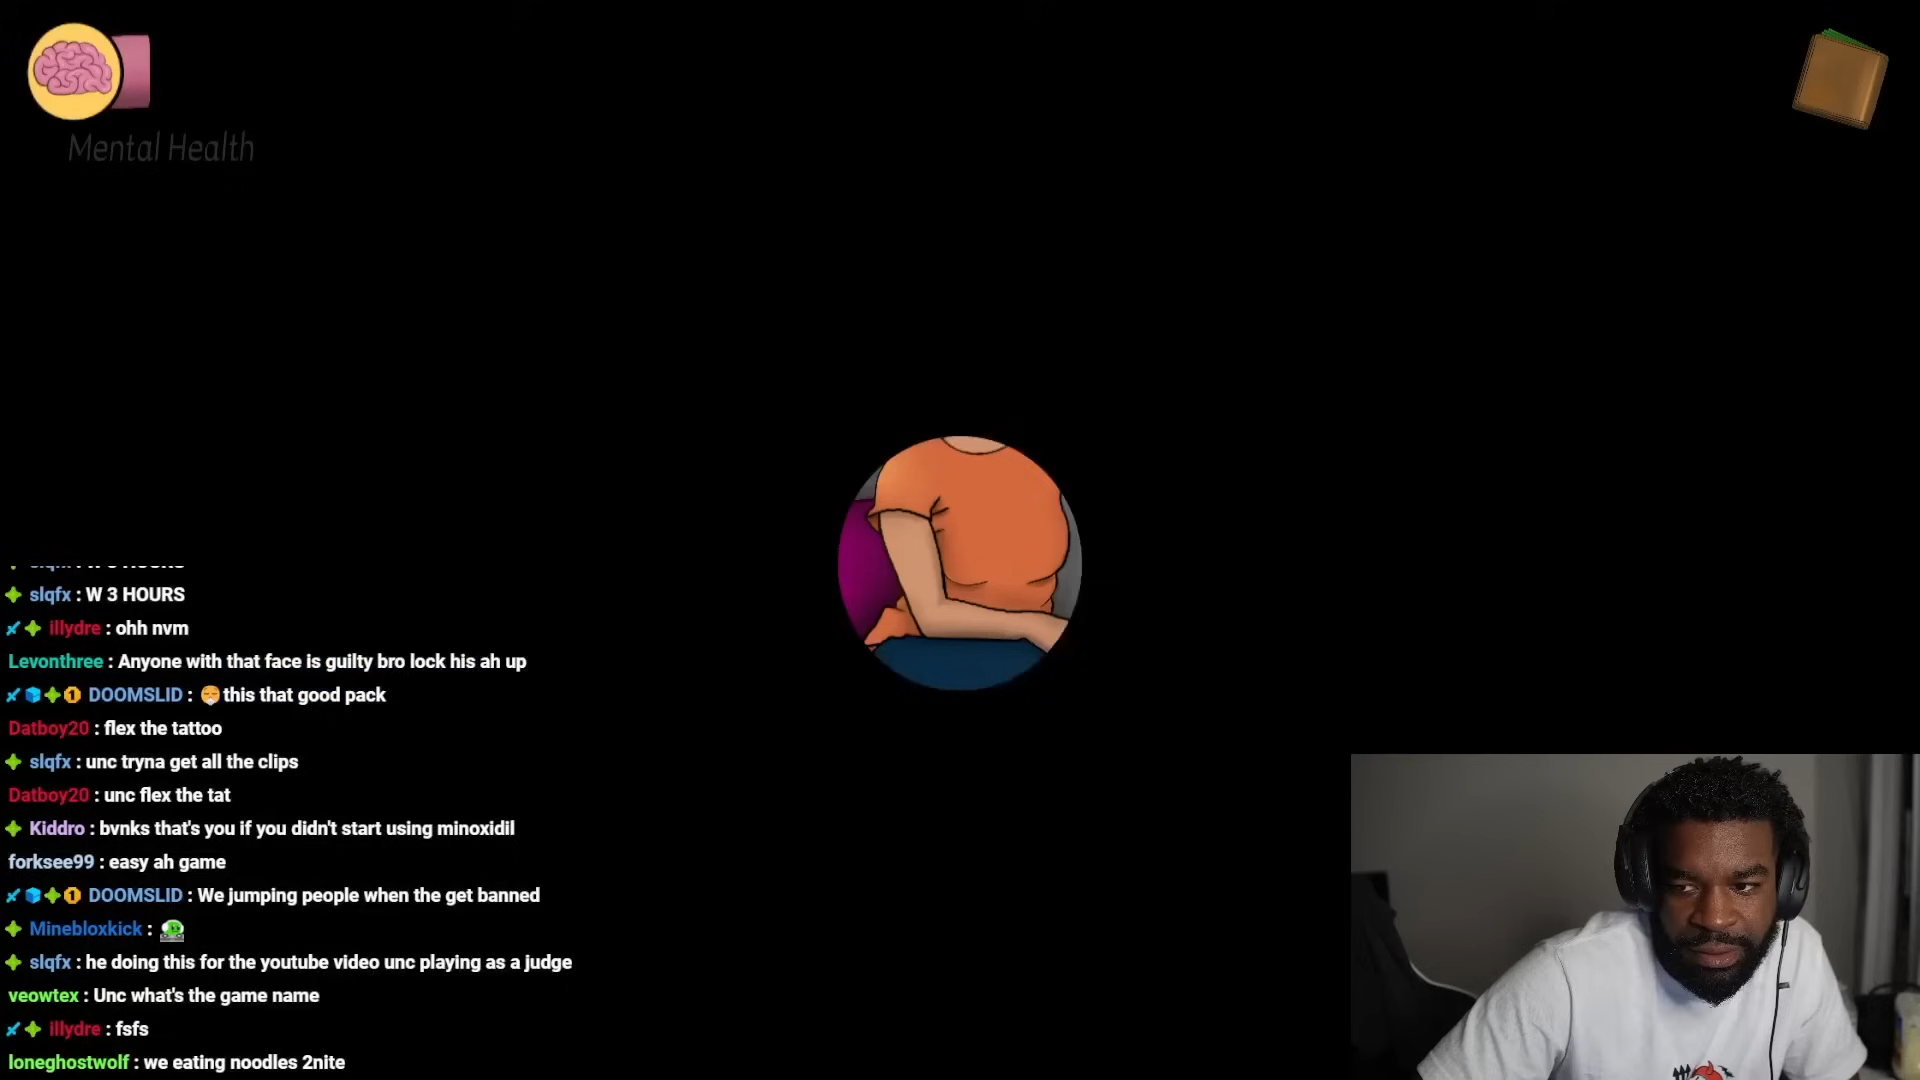 Mental Health
slqfx : W 3 HOURS
illydre : ohh nvm
Levonthree : Anyone with that face is guilty bro lock his ah up
1 DOOMSLID : this that good pack
Datboy20 : flex the tattoo
slqfx : unc tryna get all the clips
Datboy20 : unc flex the tat
Kiddro : bvnks that's you if you didn't start using minoxidil
forksee99 : easy ah game
1 DOOMSLID : We jumping people when the get banned
Minebloxkick :
slqfx : he doing this for the youtube video unc playing as a judge
veowtex : Unc what's the game name
illydre : fsfs
loneghostwolf : we eating noodles 2nite